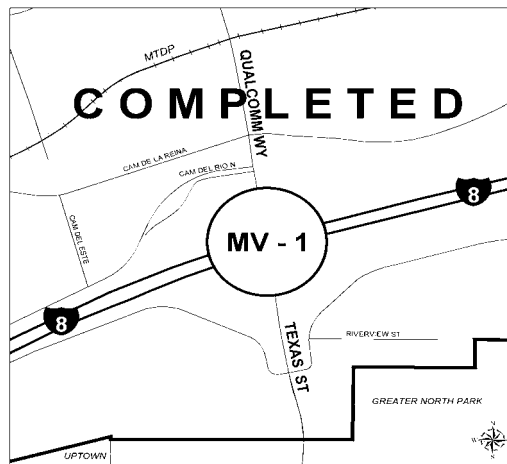 MTDP
QUALCOMM WY
COMPLETED
CAM DE LA REINA
CAM DEL RIO N
CAM DEL ESTE
8
MV - 1
8
TEXAS ST
RIVERVIEW ST
GREATER NORTH PARK
UPTOWN
N
W
E
S